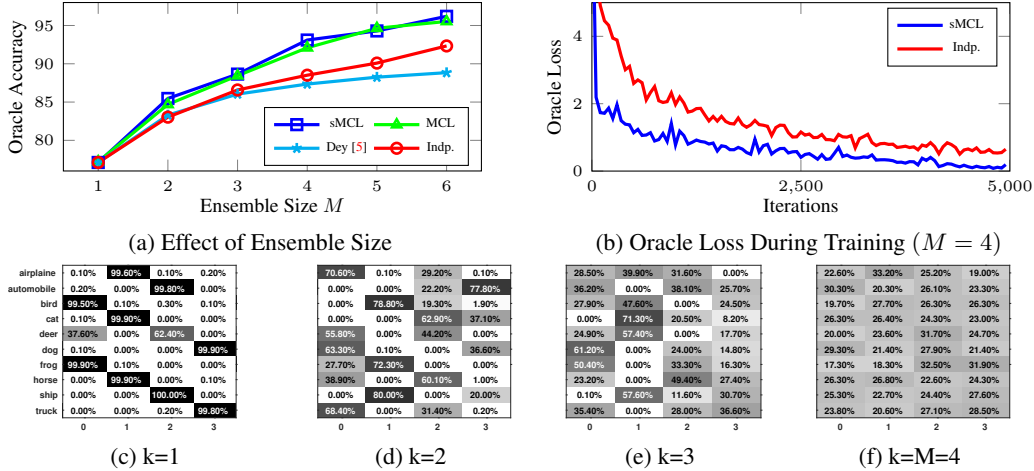 95
90
85
80
Oracle Accuracy
sMCL
MCL
Dey [5]
Indp.
1 2 3 4 5 6
Ensemble Size M
(a) Effect of Ensemble Size
4
2
0
Oracle Loss
sMCL
Indp.
0 2,500 5,000
Iterations
(b) Oracle Loss During Training (M = 4)
airplaine 0.10% 99.60% 0.10% 0.20%
automobile 0.20% 0.00% 99.80% 0.00%
bird 99.50% 0.10% 0.30% 0.10%
cat 0.10% 99.90% 0.00% 0.00%
deer 37.60% 0.00% 62.40% 0.00%
dog 0.10% 0.00% 0.00% 99.90%
frog 99.90% 0.10% 0.00% 0.00%
horse 0.00% 99.90% 0.00% 0.10%
ship 0.00% 0.00% 100.00% 0.00%
truck 0.00% 0.00% 0.20% 99.80%
0 1 2 3
(c) k=1
70.60% 0.10% 29.20% 0.10%
0.00% 0.00% 22.20% 77.80%
0.00% 78.80% 19.30% 1.90%
0.00% 0.00% 62.90% 37.10%
55.80% 0.00% 44.20% 0.00%
63.30% 0.10% 0.00% 36.60%
27.70% 72.30% 0.00% 0.00%
38.90% 0.00% 60.10% 1.00%
0.00% 80.00% 0.00% 20.00%
68.40% 0.00% 31.40% 0.20%
0 1 2 3
(d) k=2
28.50% 39.90% 31.60% 0.00%
36.20% 0.00% 38.10% 25.70%
27.90% 47.60% 0.00% 24.50%
0.00% 71.30% 20.50% 8.20%
24.90% 57.40% 0.00% 17.70%
61.20% 0.00% 24.00% 14.80%
50.40% 0.00% 33.30% 16.30%
23.20% 0.00% 49.40% 27.40%
0.10% 57.60% 11.60% 30.70%
35.40% 0.00% 28.00% 36.60%
0 1 2 3
(e) k=3
22.60% 33.20% 25.20% 19.00%
30.30% 20.30% 26.10% 23.30%
19.70% 27.70% 26.30% 26.30%
26.30% 26.40% 24.30% 23.00%
20.00% 23.60% 31.70% 24.70%
29.30% 21.40% 27.90% 21.40%
17.30% 18.30% 32.50% 31.90%
26.30% 26.80% 22.60% 24.30%
25.30% 22.70% 24.40% 27.60%
23.80% 20.60% 27.10% 28.50%
0 1 2 3
(f) k=M=4